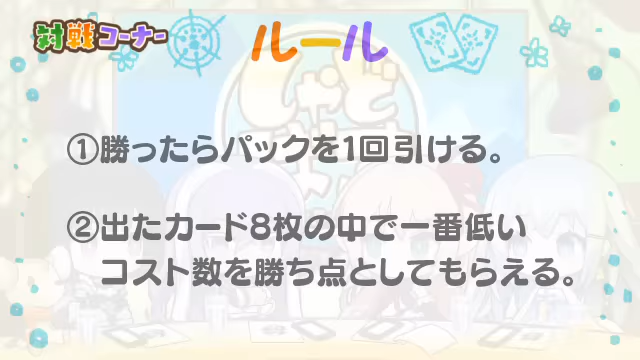 対戦コーナー
ルール
①勝ったらパックを1回引ける。
②出たカード8枚の中で一番低い
コスト数を勝ち点としてもらえる。